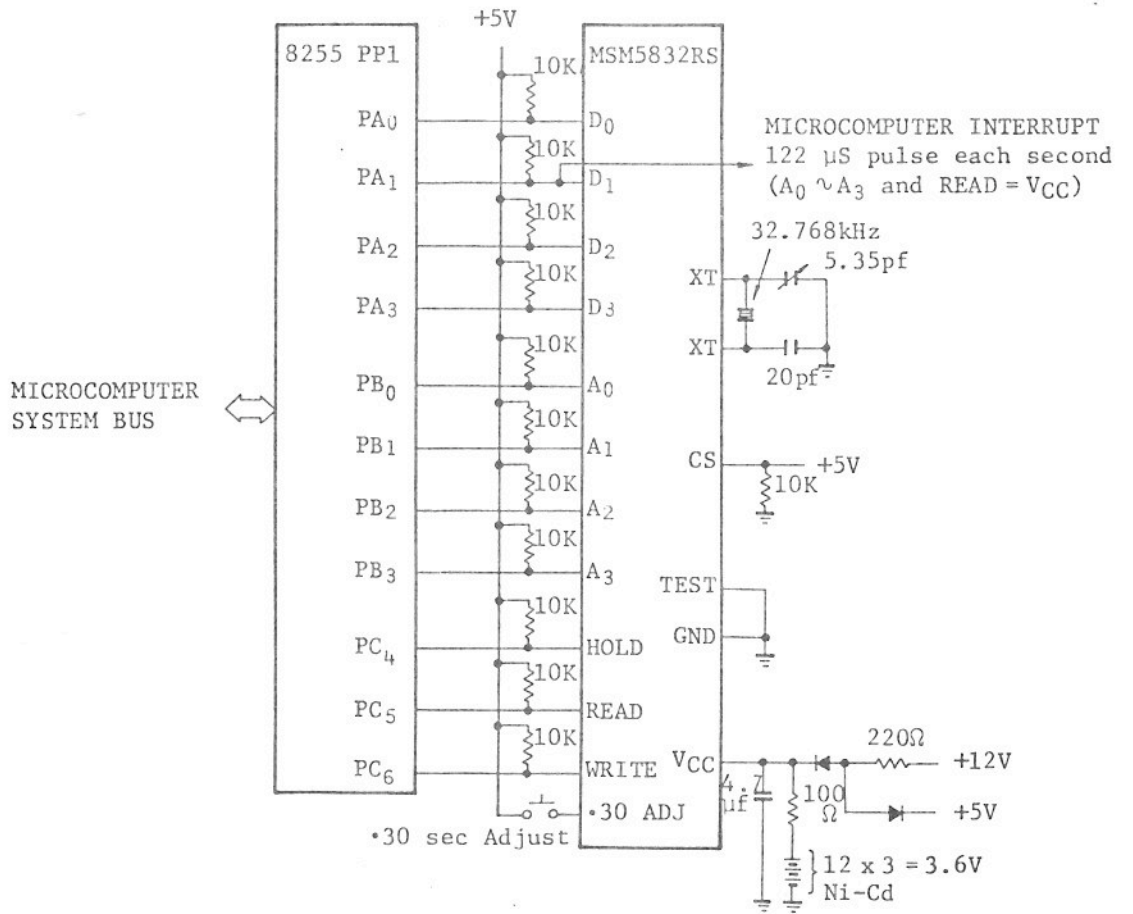 +5V
8255 PP1
10K
MSM5832RS
PA0
D0
MICROCOMPUTER INTERRUPT
10K
122 μS pulse each second
PA1
D1
(A0 ~A3 and READ = VCC)
10K
PA2
D2
32.768kHz
10K
5.35pf
XT
PA3
D3
10K
XT
20pf
PB0
A0
MICROCOMPUTER
SYSTEM BUS
10K
PB1
A1
CS
+5V
10K
10K
PB2
A2
10K
PB3
A3
TEST
10K
GND
PC4
HOLD
10K
PC5
READ
220Ω
10K
VCC
+12V
PC6
WRITE
4.7
μf
100
Ω
•30 ADJ
+5V
•30 sec Adjust
12 x 3 = 3.6V
Ni-Cd